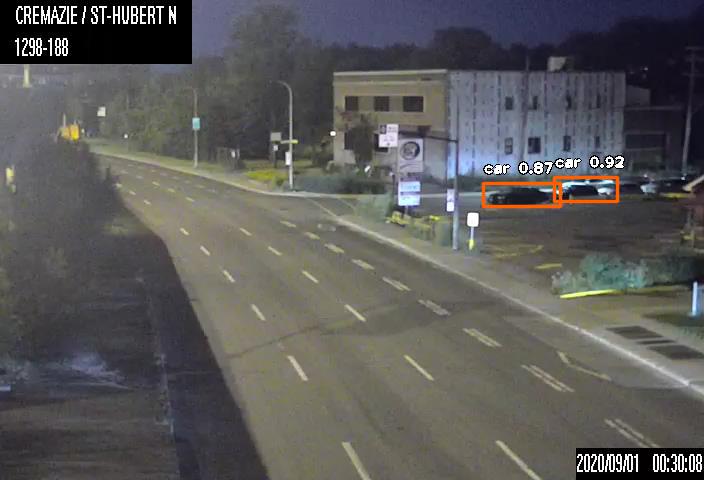 CREMAZIE / ST-HUBERT N
1298-188
car 0.87
car 0.92
2020/09/01 00:30:08